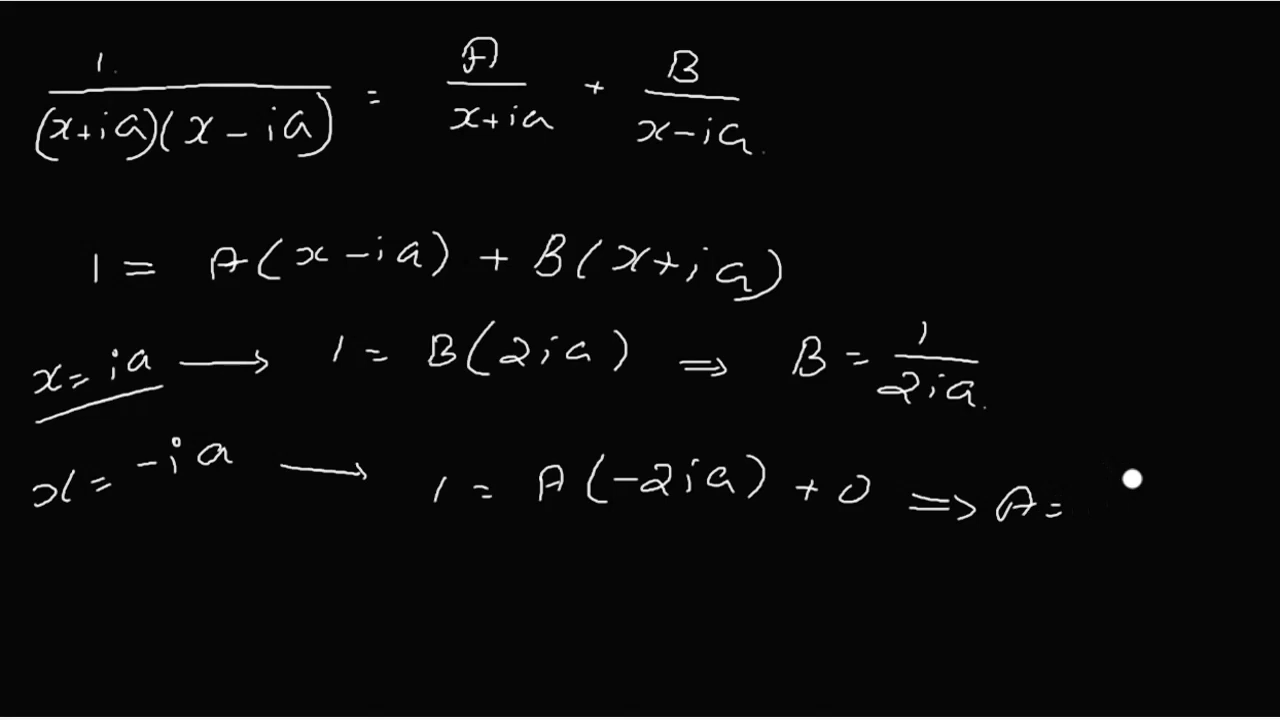 1/((x+ia)(x-ia)) = A/(x+ia) + B/(x-ia)
1 = A(x-ia) + B(x+ia)
x=ia → 1 = B(2ia) ⇒ B = 1/(2ia)
x=-ia → 1 = A(-2ia) + 0 ⇒ A =